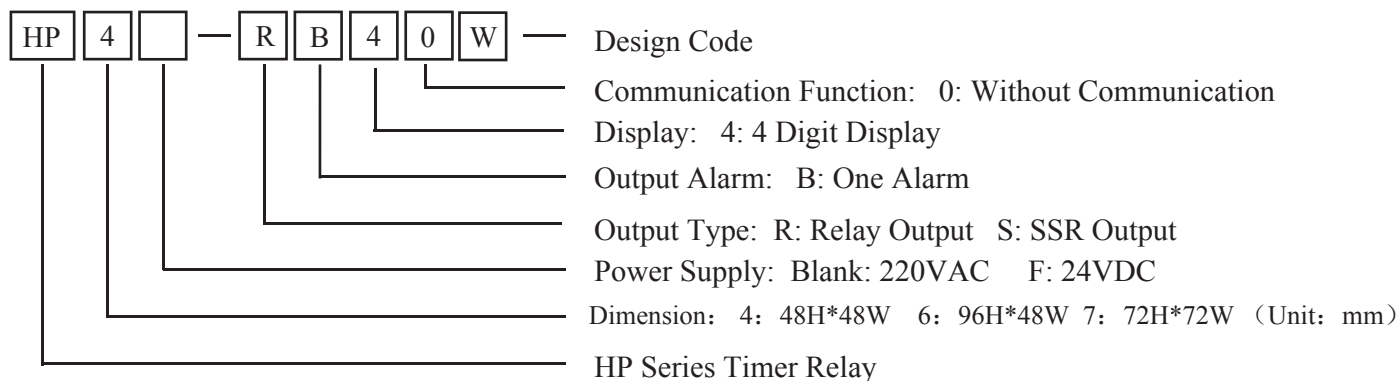 HP 4 — R B 4 0 W — Design Code
Communication Function: 0: Without Communication
Display: 4: 4 Digit Display
Output Alarm: B: One Alarm
Output Type: R: Relay Output S: SSR Output
Power Supply: Blank: 220VAC F: 24VDC
Dimension：4：48H*48W 6：96H*48W 7：72H*72W （Unit：mm）
HP Series Timer Relay